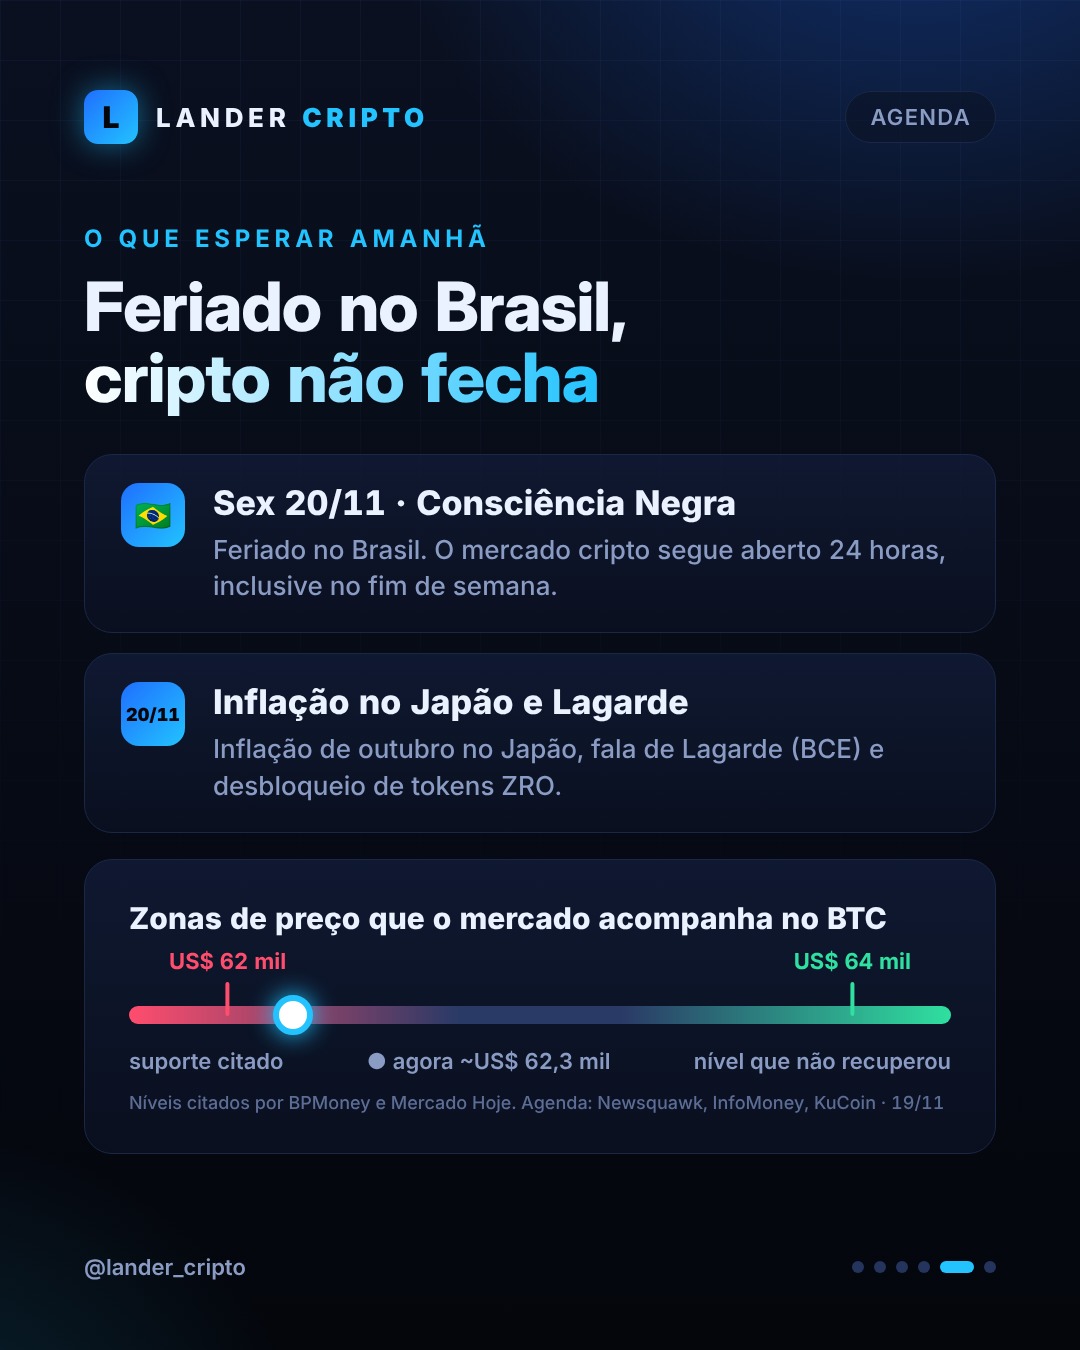 L LANDER CRIPTO
AGENDA
O QUE ESPERAR AMANHÃ
Feriado no Brasil,
cripto não fecha
Sex 20/11 · Consciência Negra
Feriado no Brasil. O mercado cripto segue aberto 24 horas,
inclusive no fim de semana.
20/11
Inflação no Japão e Lagarde
Inflação de outubro no Japão, fala de Lagarde (BCE) e
desbloqueio de tokens ZRO.
Zonas de preço que o mercado acompanha no BTC
US$ 62 mil
US$ 64 mil
suporte citado
agora ~US$ 62,3 mil
nível que não recuperou
Níveis citados por BPMoney e Mercado Hoje. Agenda: Newsquawk, InfoMoney, KuCoin · 19/11
@lander_cripto